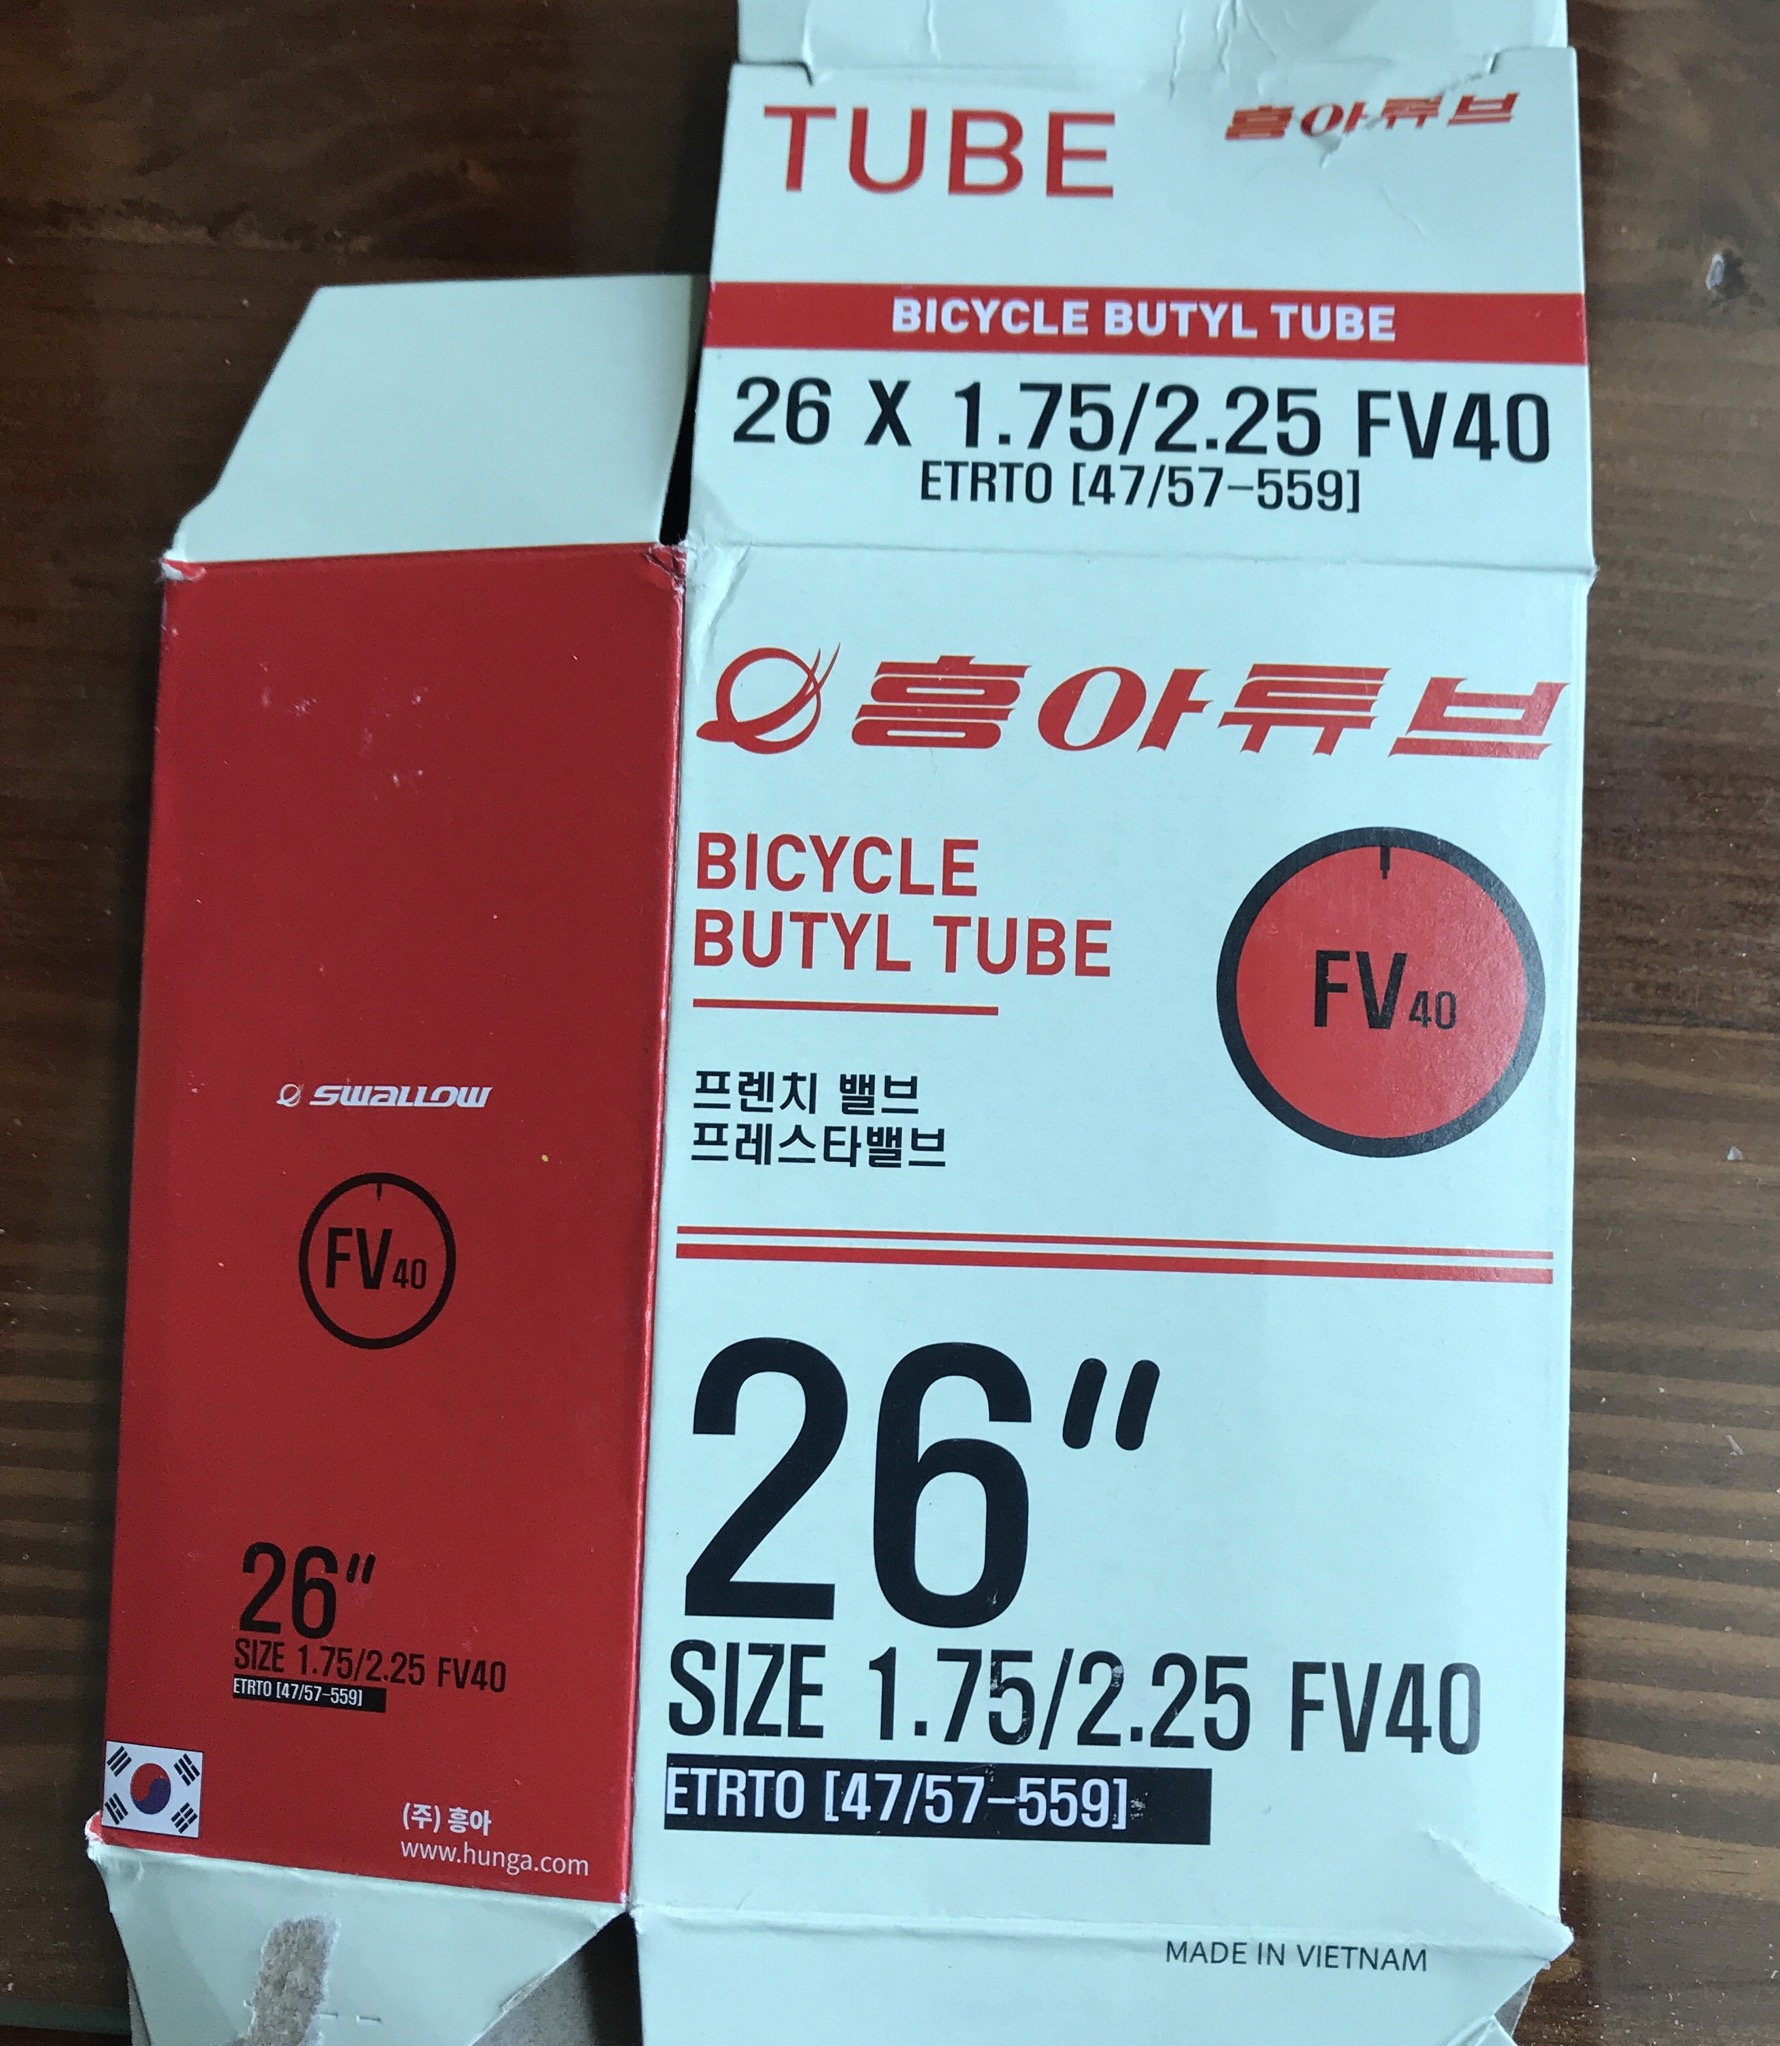 TUBE
흥아튜브
BICYCLE BUTYL TUBE
26 X 1.75/2.25 FV40
ETRTO [47/57-559]
흥아튜브
BICYCLE
BUTYL TUBE
FV40
프렌치 밸브
프레스타밸브
26"
SIZE 1.75/2.25 FV40
ETRTO [47/57-559]
MADE IN VIETNAM
SWALLOW
FV40
26"
SIZE 1.75/2.25 FV40
ETRTO [47/57-559]
(주) 흥아
www.hunga.com